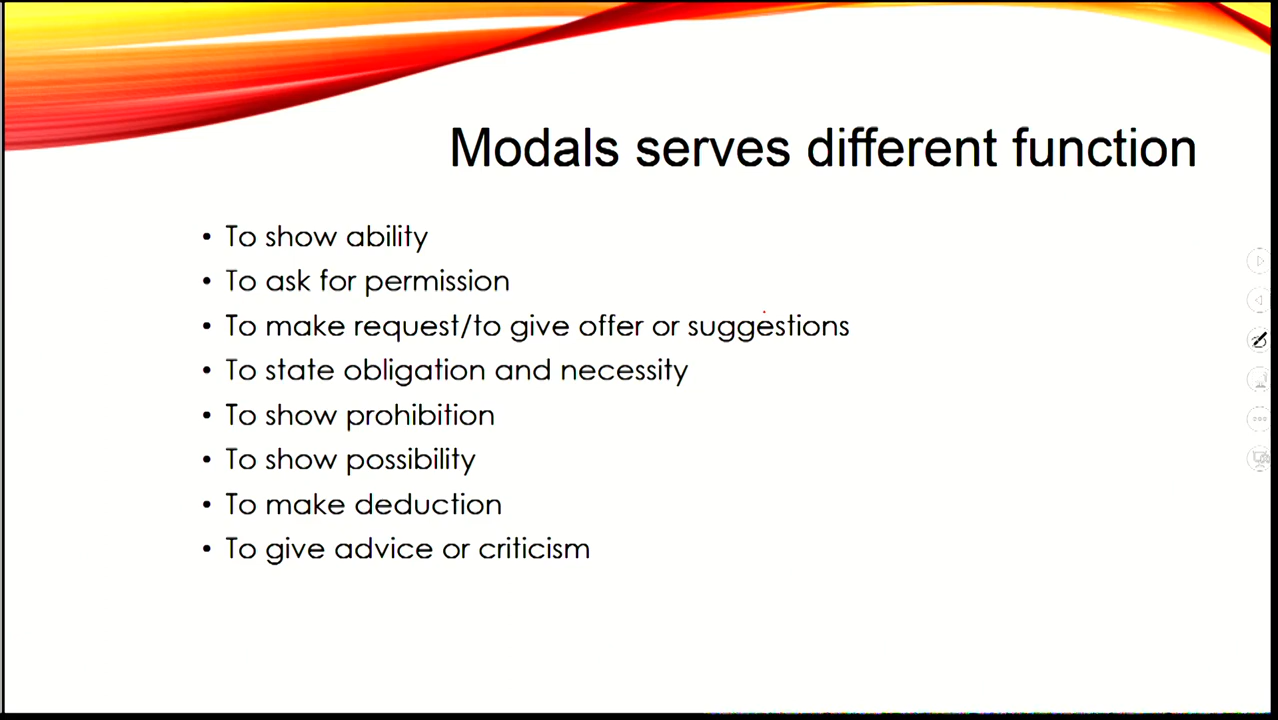 Modals serves different function
• To show ability
• To ask for permission
• To make request/to give offer or suggestions
• To state obligation and necessity
• To show prohibition
• To show possibility
• To make deduction
• To give advice or criticism